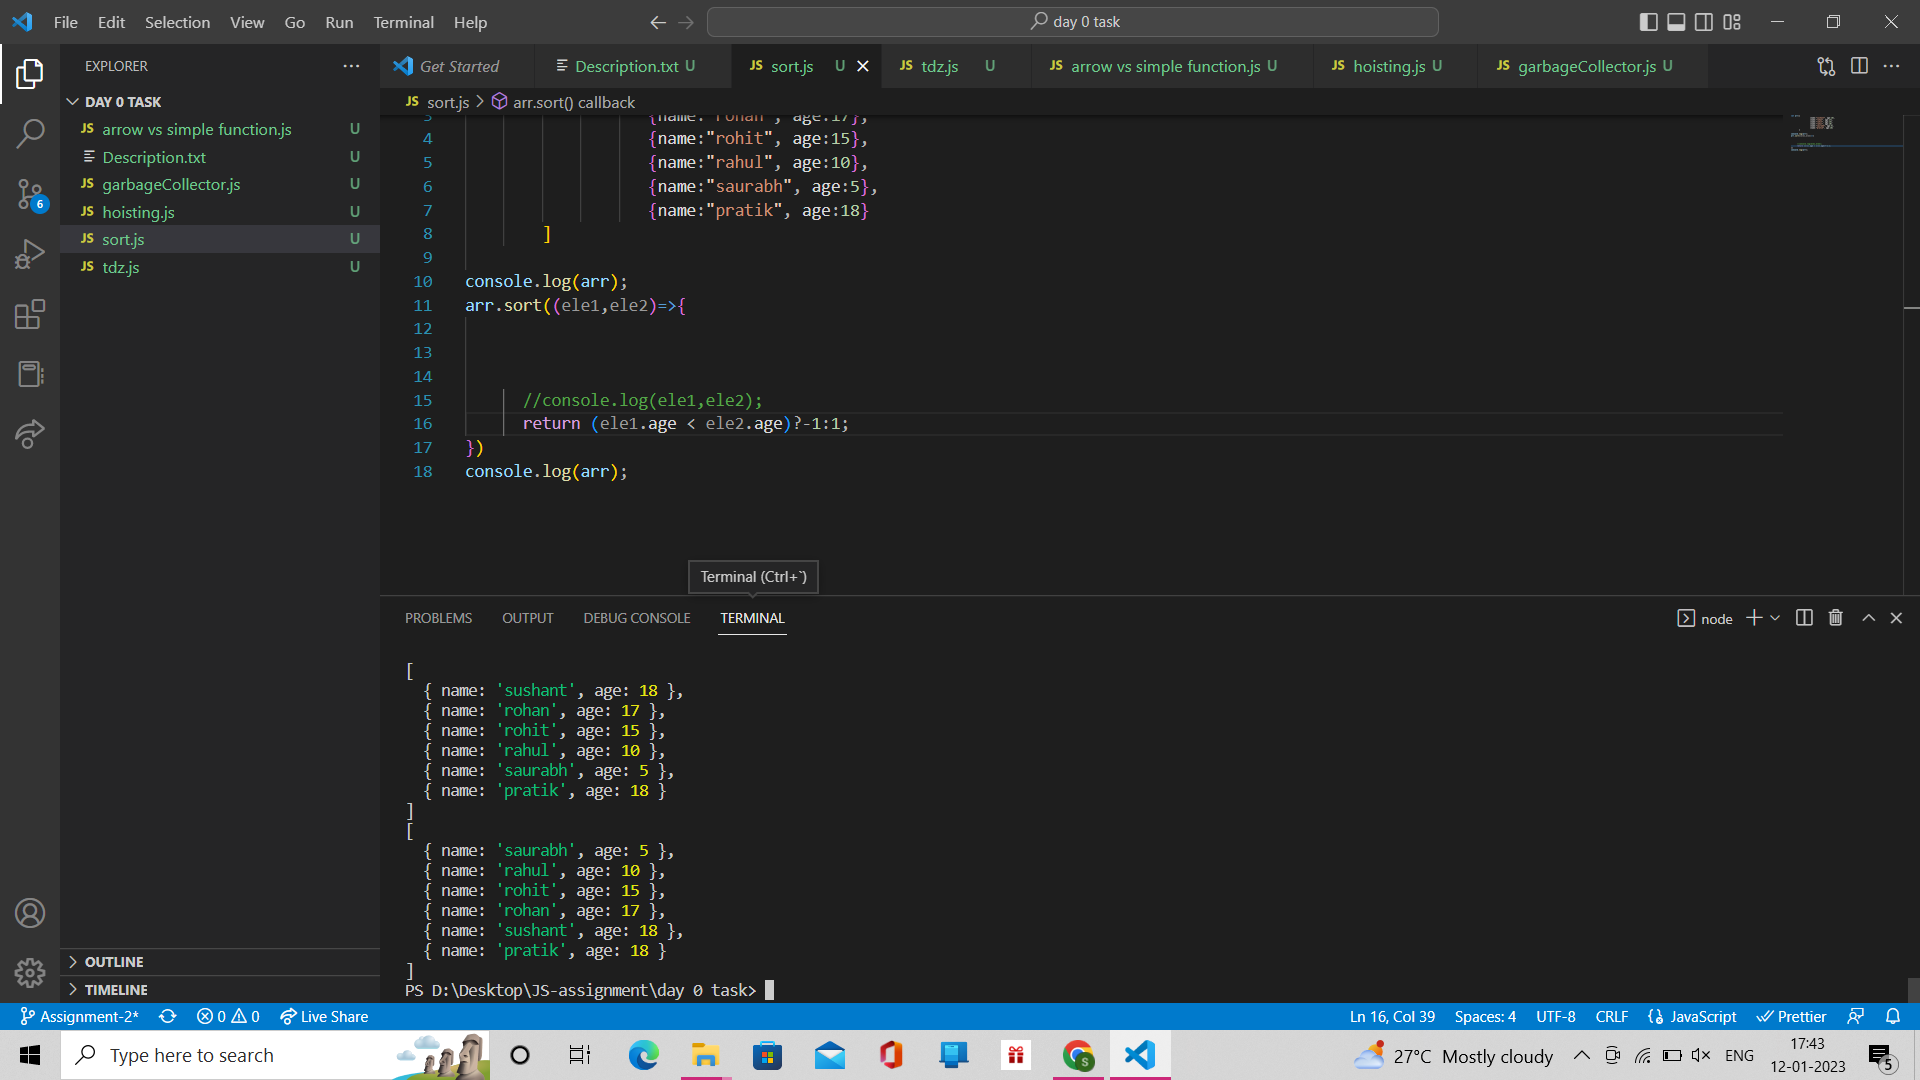 File Edit Selection View Go Run Terminal Help
day 0 task
EXPLORER
DAY 0 TASK
JS arrow vs simple function.js U
Description.txt U
JS garbageCollector.js U
JS hoisting.js U
JS sort.js U
JS tdz.js U
OUTLINE
TIMELINE
6
Get Started
Description.txt U
JS sort.js U
JS tdz.js U
JS arrow vs simple function.js U
JS hoisting.js U
JS garbageCollector.js U
JS sort.js > arr.sort() callback
3 {name:"rohan", age:17},
4 {name:"rohit", age:15},
5 {name:"rahul", age:10},
6 {name:"saurabh", age:5},
7 {name:"pratik", age:18}
8 ]
9
10 console.log(arr);
11 arr.sort((ele1,ele2)=>{
12
13
14
15 //console.log(ele1,ele2);
16 return (ele1.age < ele2.age)?-1:1;
17 })
18 console.log(arr);
Terminal (Ctrl+`)
PROBLEMS OUTPUT DEBUG CONSOLE TERMINAL
node
[
{ name: 'sushant', age: 18 },
{ name: 'rohan', age: 17 },
{ name: 'rohit', age: 15 },
{ name: 'rahul', age: 10 },
{ name: 'saurabh', age: 5 },
{ name: 'pratik', age: 18 }
]
[
{ name: 'saurabh', age: 5 },
{ name: 'rahul', age: 10 },
{ name: 'rohit', age: 15 },
{ name: 'rohan', age: 17 },
{ name: 'sushant', age: 18 },
{ name: 'pratik', age: 18 }
]
PS D:\Desktop\JS-assignment\day 0 task>
Assignment-2* 0 0 Live Share
Ln 16, Col 39 Spaces: 4 UTF-8 CRLF JavaScript Prettier
Type here to search
27°C Mostly cloudy
ENG
17:43
12-01-2023
5